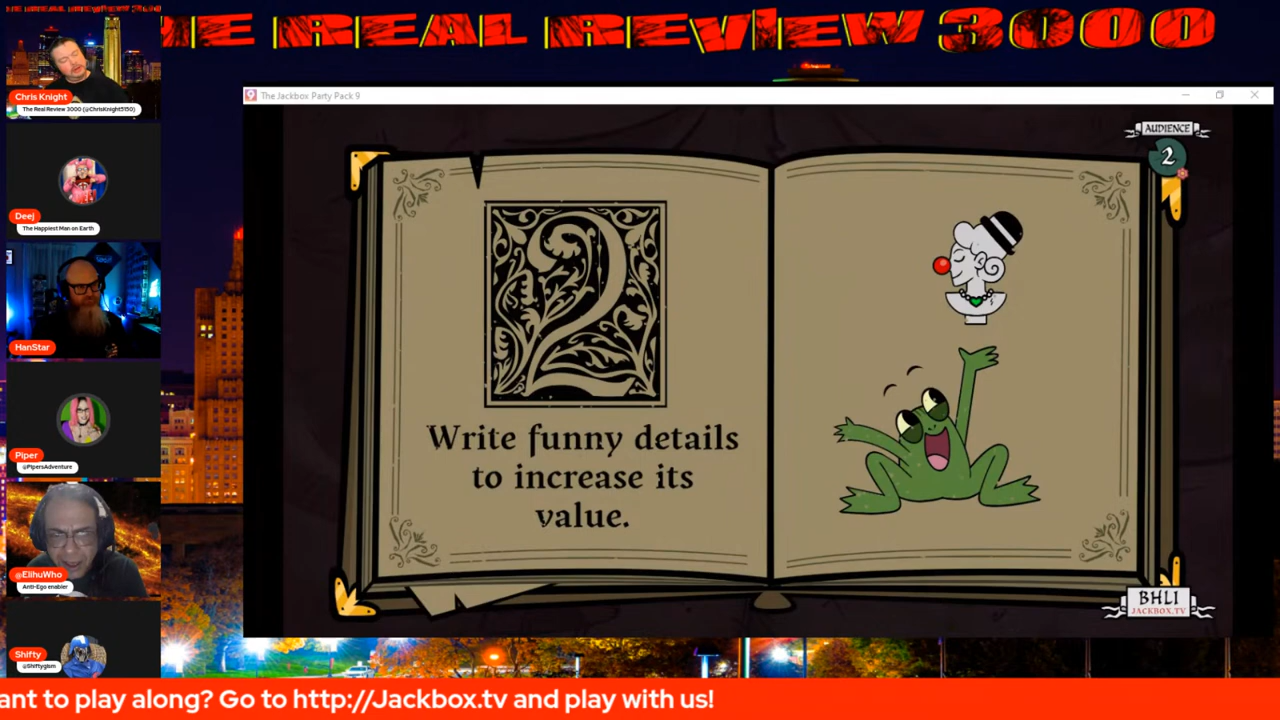 HE REAL REVIEW 3000
Chris Knight
The Real Review 3000 (@ChrisKnight5150)
Deej
The Happiest Man on Earth
HanStar
Piper
@PipersAdventure
@ElihuWho
Anti-Ego enabler
Shifty
@Shiftygism
The Jackbox Party Pack 9
AUDIENCE
2
2
Write funny details
to increase its
value.
BHLI
JACKBOX.TV
ant to play along? Go to http://Jackbox.tv and play with us!